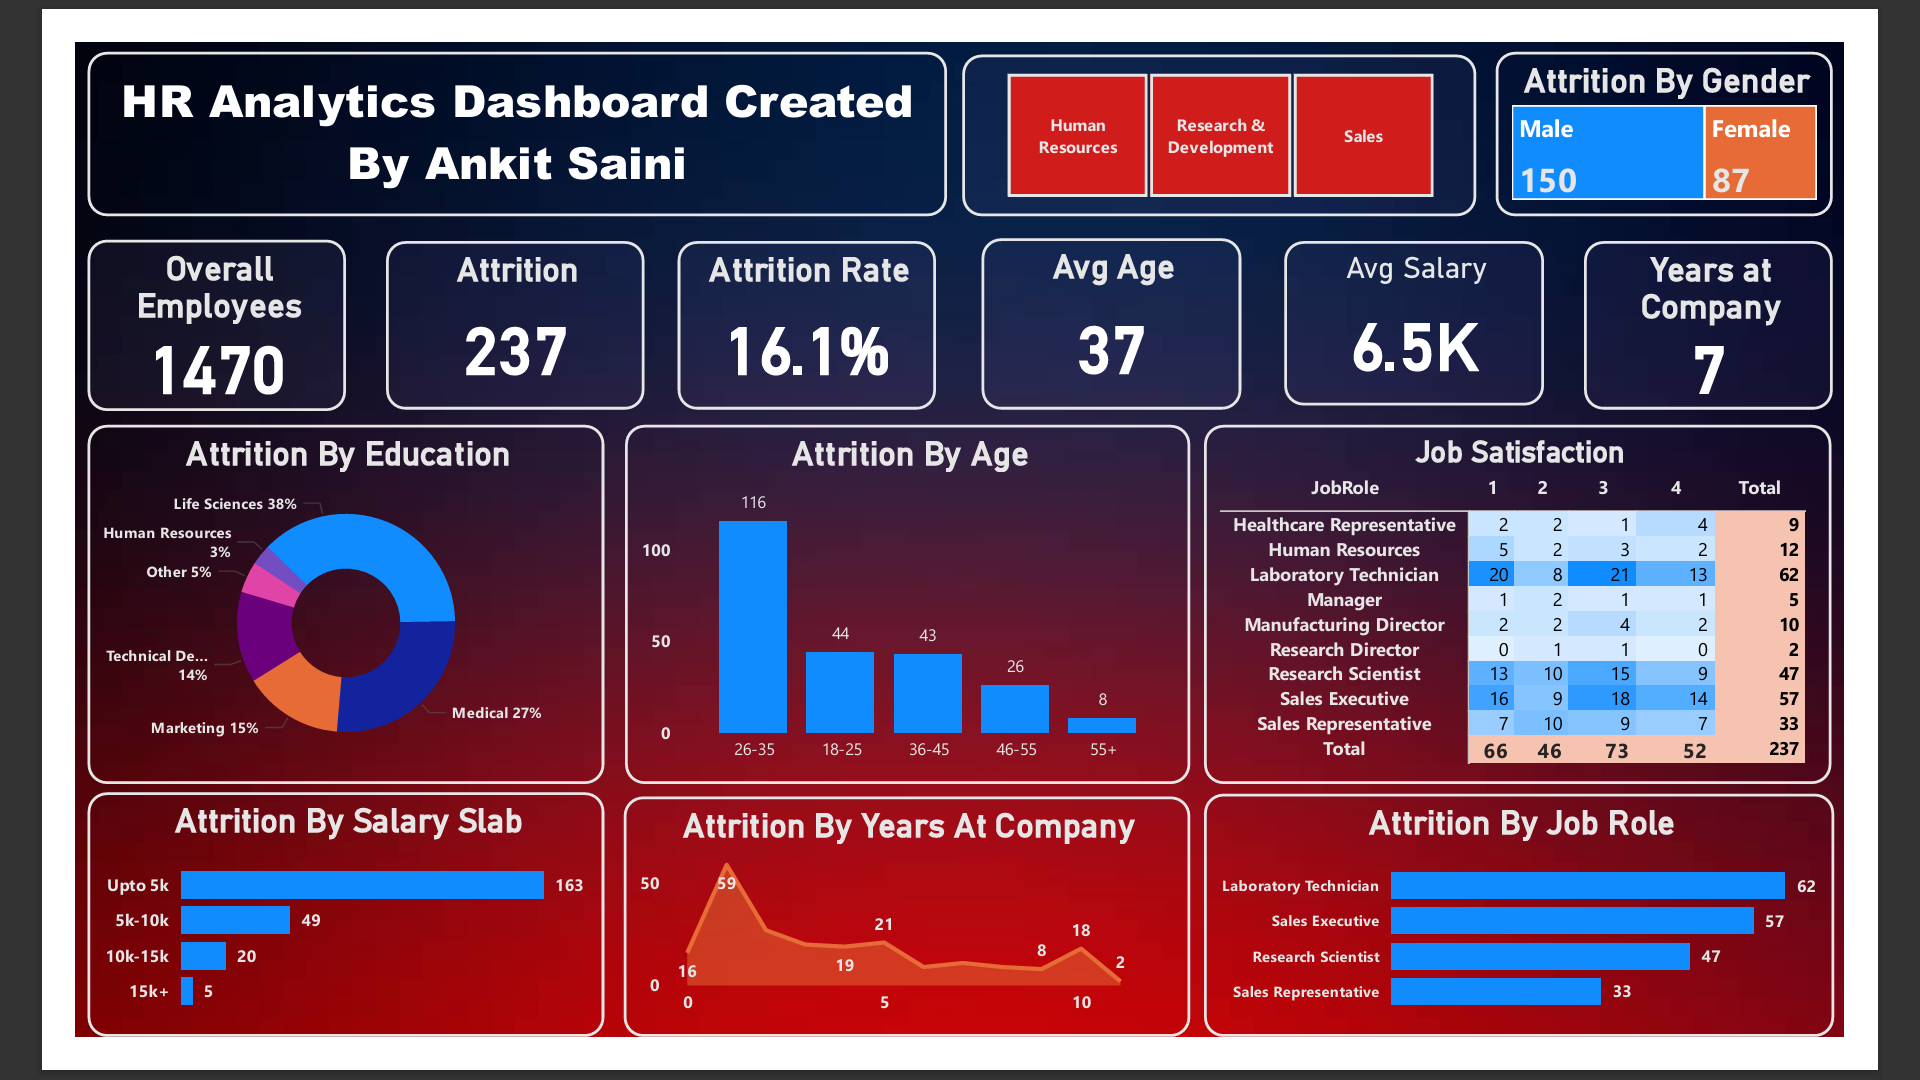 HR Analytics Dashboard Created
By Ankit Saini
Human
Resources
Research &
Development
Sales
Attrition By Gender
Male
150
Female
87
Overall
Employees
1470
Attrition
237
Attrition Rate
16.1%
Avg Age
37
Avg Salary
6.5K
Years at
Company
7
Attrition By Education
Life Sciences 38%
Human Resources
3%
Other 5%
Technical De...
14%
Marketing 15%
Medical 27%
Attrition By Age
100
50
0
116
44
43
26
8
26-35 18-25 36-45 46-55 55+
Job Satisfaction
JobRole 1 2 3 4 Total
Healthcare Representative 2 2 1 4 9
Human Resources 5 2 3 2 12
Laboratory Technician 20 8 21 13 62
Manager 1 2 1 1 5
Manufacturing Director 2 2 4 2 10
Research Director 0 1 1 0 2
Research Scientist 13 10 15 9 47
Sales Executive 16 9 18 14 57
Sales Representative 7 10 9 7 33
Total 66 46 73 52 237
Attrition By Salary Slab
Upto 5k 163
5k-10k 49
10k-15k 20
15k+ 5
Attrition By Years At Company
50
0
16
59
19
21
8
18
2
0 5 10
Attrition By Job Role
Laboratory Technician 62
Sales Executive 57
Research Scientist 47
Sales Representative 33